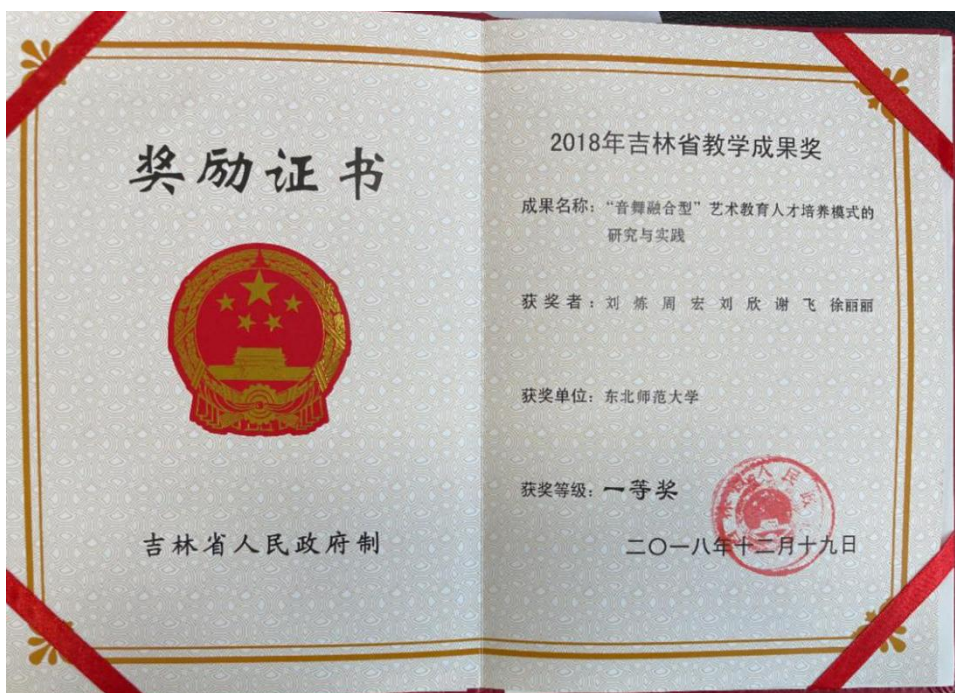 奖励证书
吉林省人民政府制
2018年吉林省教学成果奖
成果名称：“音舞融合型”艺术教育人才培养模式的
研究与实践
获奖者：刘炼 周宏 刘欣 谢飞 徐丽丽
获奖单位：东北师范大学
获奖等级：一等奖
二〇一八年十二月十九日